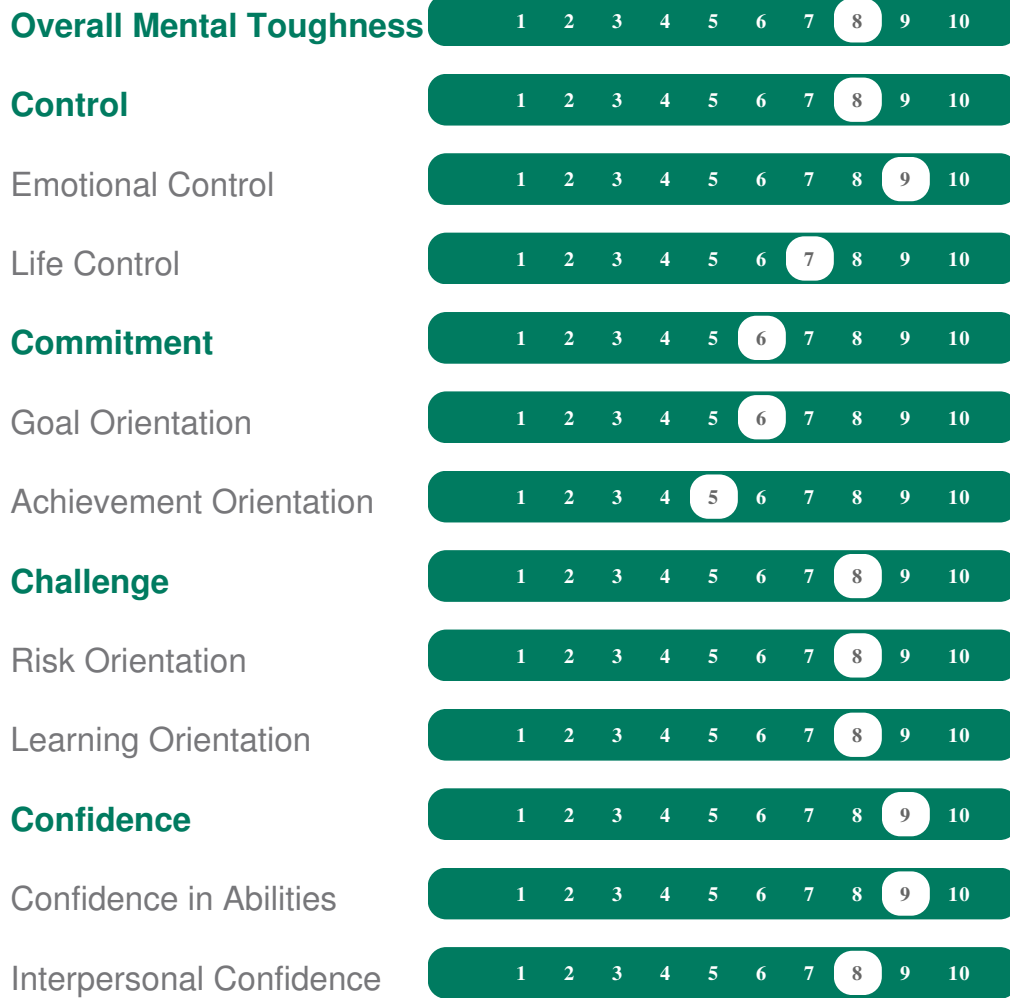 Overall Mental Toughness 1 2 3 4 5 6 7 8 9 10
Control 1 2 3 4 5 6 7 8 9 10
Emotional Control 1 2 3 4 5 6 7 8 9 10
Life Control 1 2 3 4 5 6 7 8 9 10
Commitment 1 2 3 4 5 6 7 8 9 10
Goal Orientation 1 2 3 4 5 6 7 8 9 10
Achievement Orientation 1 2 3 4 5 6 7 8 9 10
Challenge 1 2 3 4 5 6 7 8 9 10
Risk Orientation 1 2 3 4 5 6 7 8 9 10
Learning Orientation 1 2 3 4 5 6 7 8 9 10
Confidence 1 2 3 4 5 6 7 8 9 10
Confidence in Abilities 1 2 3 4 5 6 7 8 9 10
Interpersonal Confidence 1 2 3 4 5 6 7 8 9 10